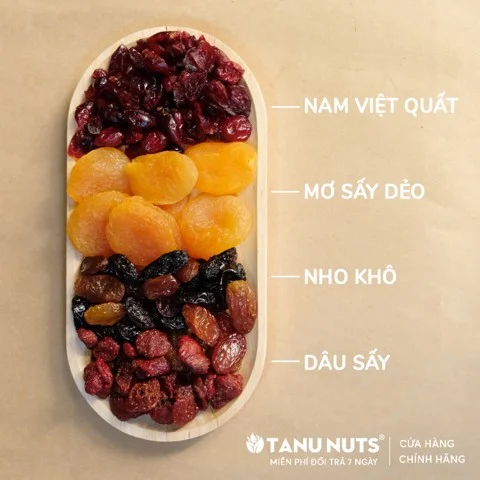 NAM VIỆT QUẤT
MƠ SẤY DẺO
NHO KHÔ
DÂU SẤY
TANU NUTS®
MIỄN PHÍ ĐỔI TRẢ 7 NGÀY
CỬA HÀNG
CHÍNH HÃNG